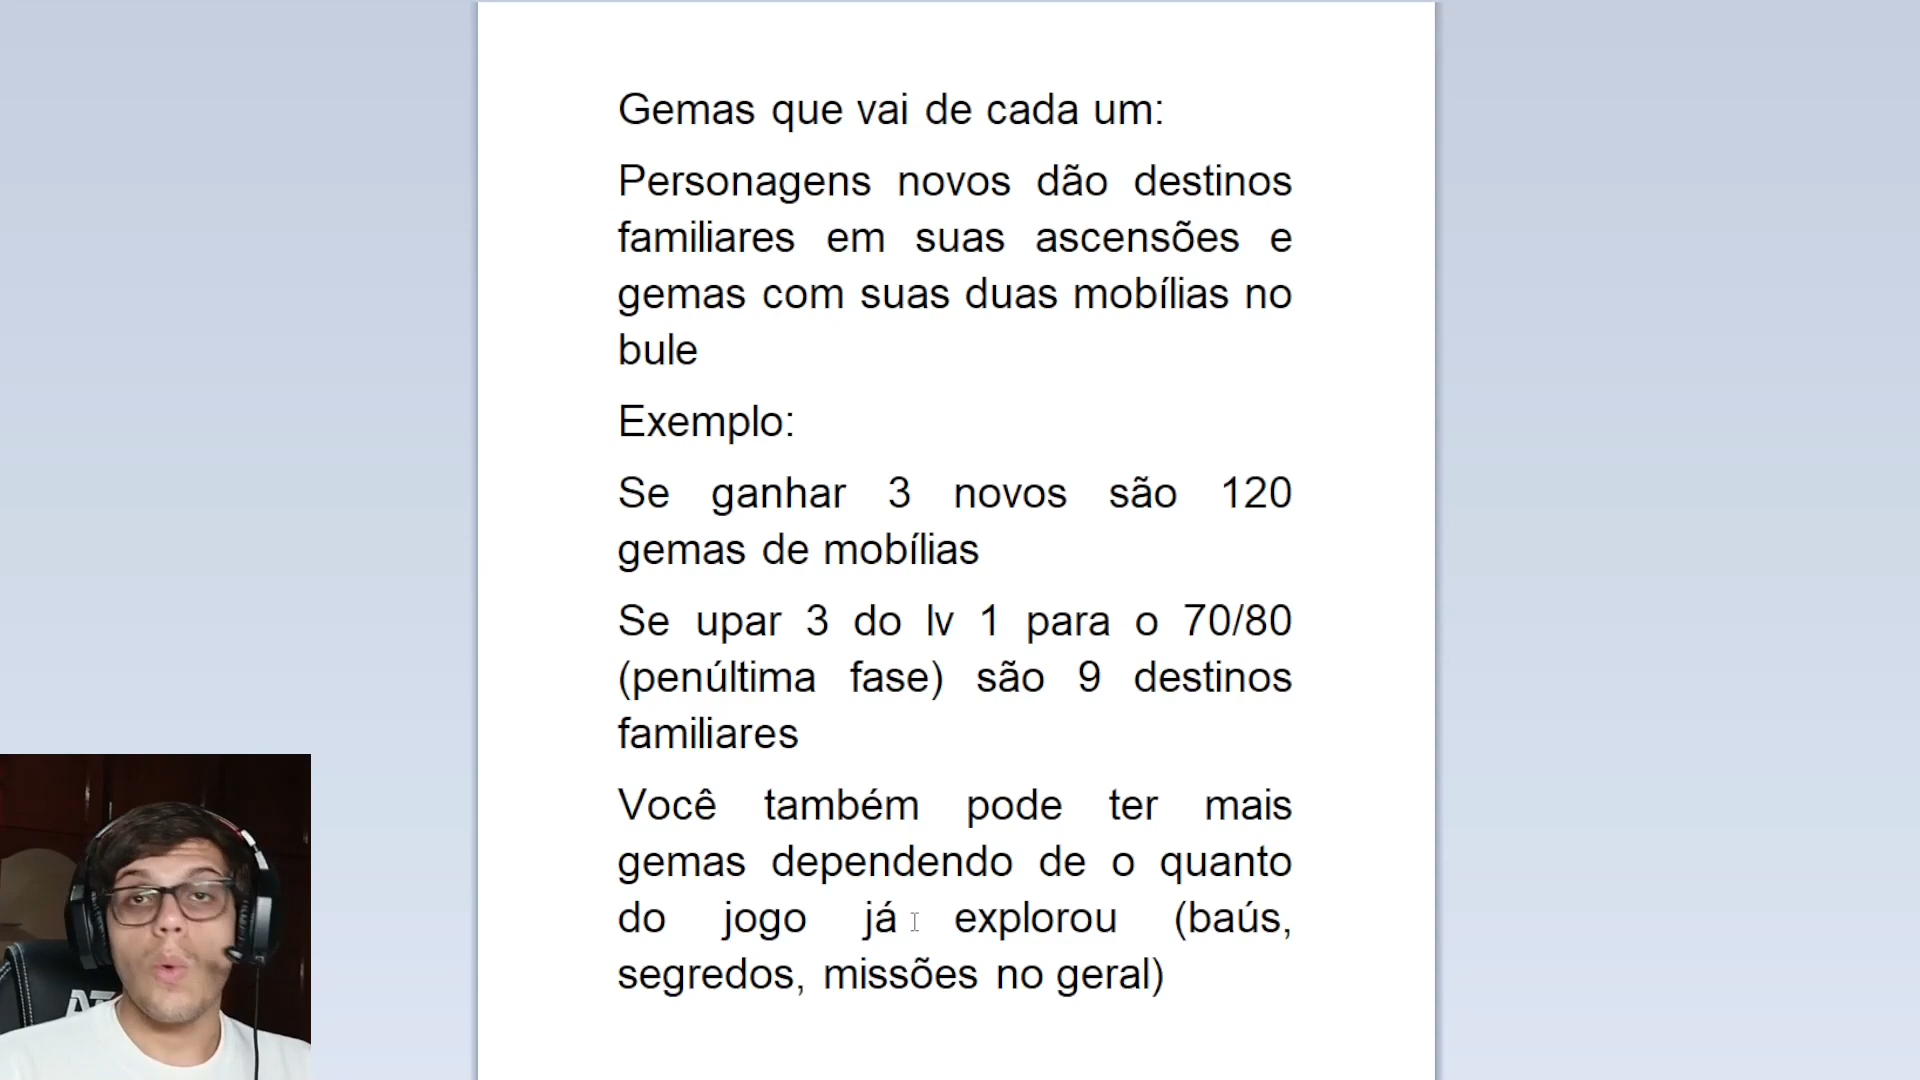 Gemas que vai de cada um:
Personagens novos dão destinos
familiares em suas ascensões e
gemas com suas duas mobílias no
bule
Exemplo:
Se ganhar 3 novos são 120
gemas de mobílias
Se upar 3 do lv 1 para o 70/80
(penúltima fase) são 9 destinos
familiares
Você também pode ter mais
gemas dependendo de o quanto
do jogo já explorou (baús,
segredos, missões no geral)